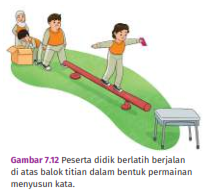 Gambar 7.12 Peserta didik berlatih berjalan
di atas balok titian dalam bentuk permainan
menyusun kata.